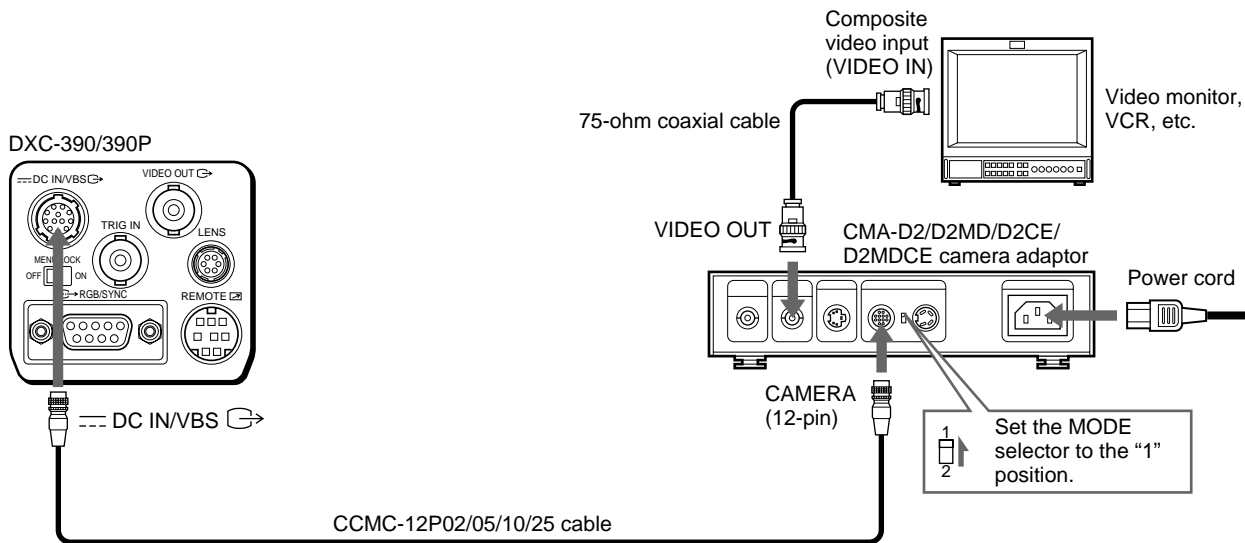 Composite
video input
(VIDEO IN)
75-ohm coaxial cable
Video monitor,
VCR, etc.
DXC-390/390P
DC IN/VBS
VIDEO OUT
TRIG IN
LENS
MENU LOCK
OFF ON
RGB/SYNC
REMOTE
VIDEO OUT
CMA-D2/D2MD/D2CE/
D2MDCE camera adaptor
Power cord
DC IN/VBS
CAMERA
(12-pin)
1
2
Set the MODE
selector to the “1”
position.
CCMC-12P02/05/10/25 cable